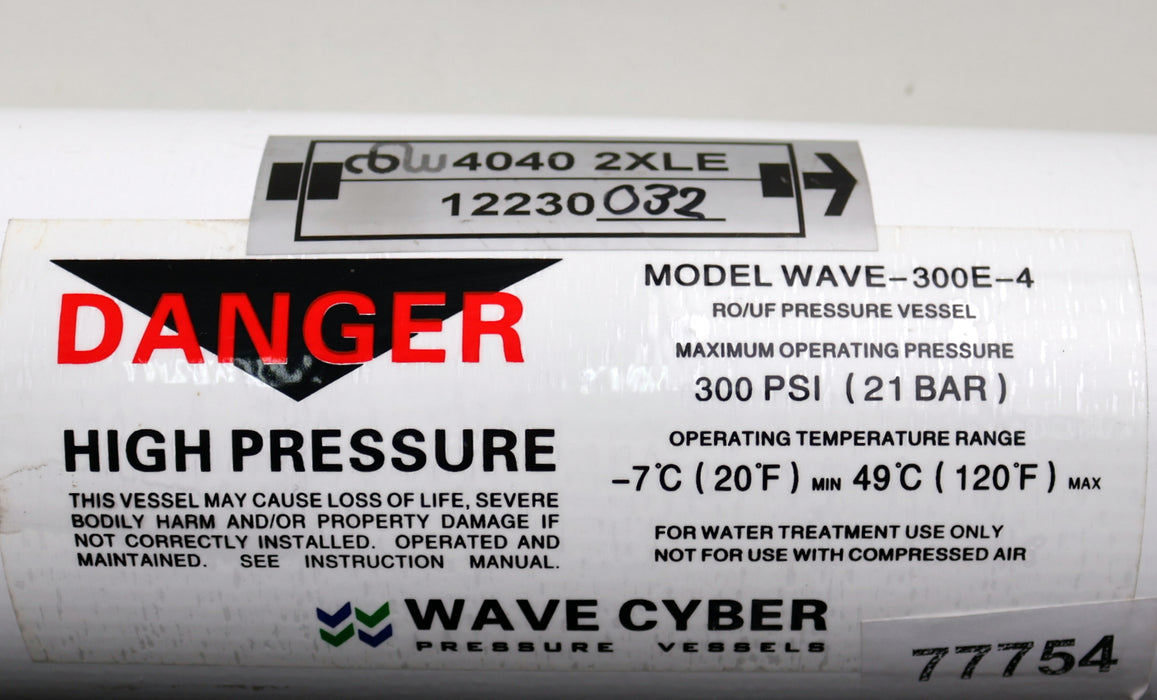 cbw 4040 2XLE
12230 032
DANGER
HIGH PRESSURE
THIS VESSEL MAY CAUSE LOSS OF LIFE, SEVERE
BODILY HARM AND/OR PROPERTY DAMAGE IF
NOT CORRECTLY INSTALLED. OPERATED AND
MAINTAINED. SEE INSTRUCTION MANUAL.
MODEL WAVE-300E-4
RO/UF PRESSURE VESSEL
MAXIMUM OPERATING PRESSURE
300 PSI (21 BAR)
OPERATING TEMPERATURE RANGE
-7°C (20°F) MIN 49°C (120°F) MAX
FOR WATER TREATMENT USE ONLY
NOT FOR USE WITH COMPRESSED AIR
WAVE CYBER
PRESSURE VESSELS
77754